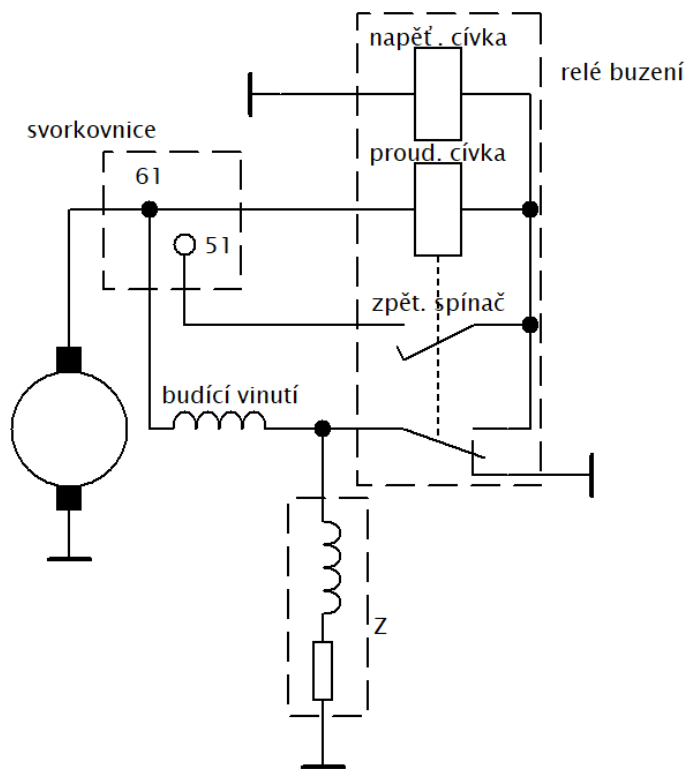 napěť. cívka
relé buzení
svorkovnice
proud. cívka
61
51
zpět. spínač
budící vinutí
Z